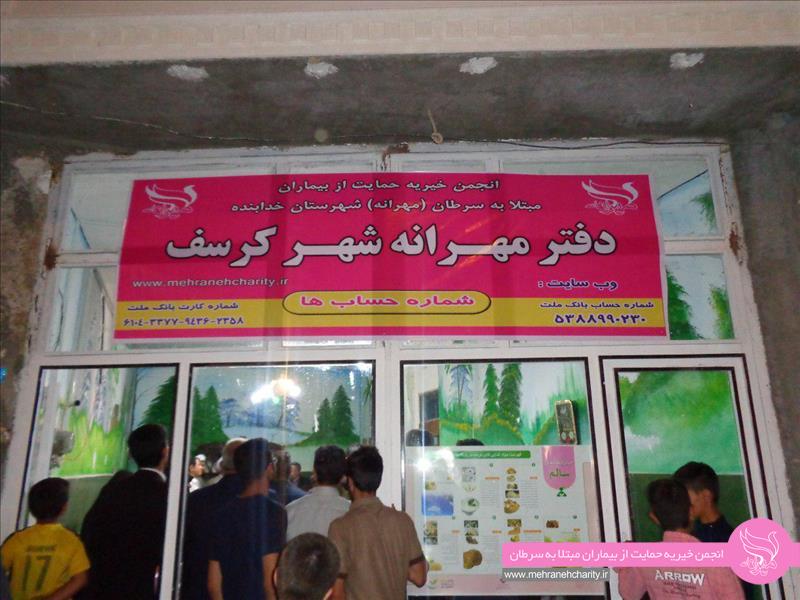 انجمن خیریه حمایت از بیماران
مبتلا به سرطان (مهرانه) شهرستان خدابنده
دفتر مهرانه شهر کرسف
وب سایت :
www.mehranehcharity.ir
شماره حساب ها
شماره حساب بانک ملت
۵۳۸۸۹۹۰۲۳۰
شماره کارت بانک ملت
۶۱۰۴-۳۳۷۷-۹۴۳۶-۲۳۵۸
سالم
17
ARROW
انجمن خیریه حمایت از بیماران مبتلا به سرطان
www.mehranehcharity.ir